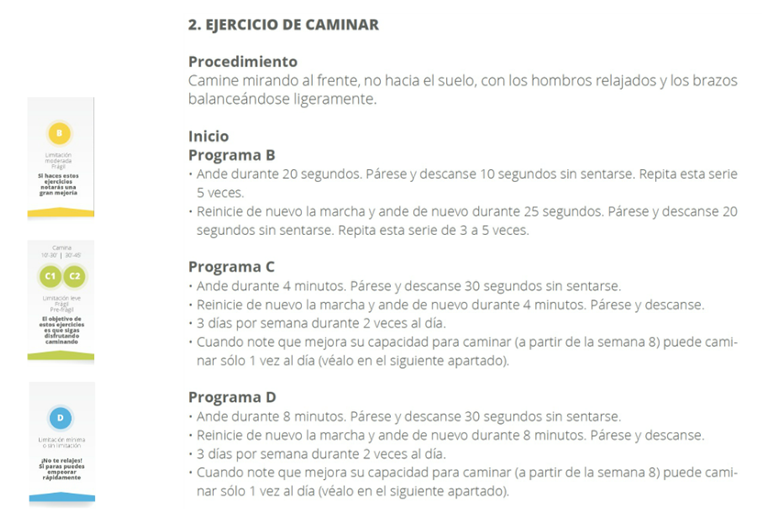 2. EJERCICIO DE CAMINAR
Procedimiento
Camine mirando al frente, no hacia el suelo, con los hombros relajados y los brazos
balanceándose ligeramente.
B
Limitación
moderada
Frágil
Si haces estos
ejercicios
notarás una
gran mejoría
Inicio
Programa B
• Ande durante 20 segundos. Párese y descanse 10 segundos sin sentarse. Repita esta serie
5 veces.
• Reinicie de nuevo la marcha y ande de nuevo durante 25 segundos. Párese y descanse 20
segundos sin sentarse. Repita esta serie de 3 a 5 veces.
Camina
10'-30' | 30'-45'
C1 C2
Limitación leve
Frágil
Pre-frágil
El objetivo de
estos ejercicios
es que sigas
disfrutando
caminando
Programa C
• Ande durante 4 minutos. Párese y descanse 30 segundos sin sentarse.
• Reinicie de nuevo la marcha y ande de nuevo durante 4 minutos. Párese y descanse.
• 3 días por semana durante 2 veces al día.
• Cuando note que mejora su capacidad para caminar (a partir de la semana 8) puede cami-
nar sólo 1 vez al día (véalo en el siguiente apartado).
D
Limitación mínima
o sin limitación
¡No te relajes!
Si paras puedes
empeorar
rápidamente
Programa D
• Ande durante 8 minutos. Párese y descanse 30 segundos sin sentarse.
• Reinicie de nuevo la marcha y ande de nuevo durante 8 minutos. Párese y descanse.
• 3 días por semana durante 2 veces al día.
• Cuando note que mejora su capacidad para caminar (a partir de la semana 8) puede cami-
nar sólo 1 vez al día (véalo en el siguiente apartado).